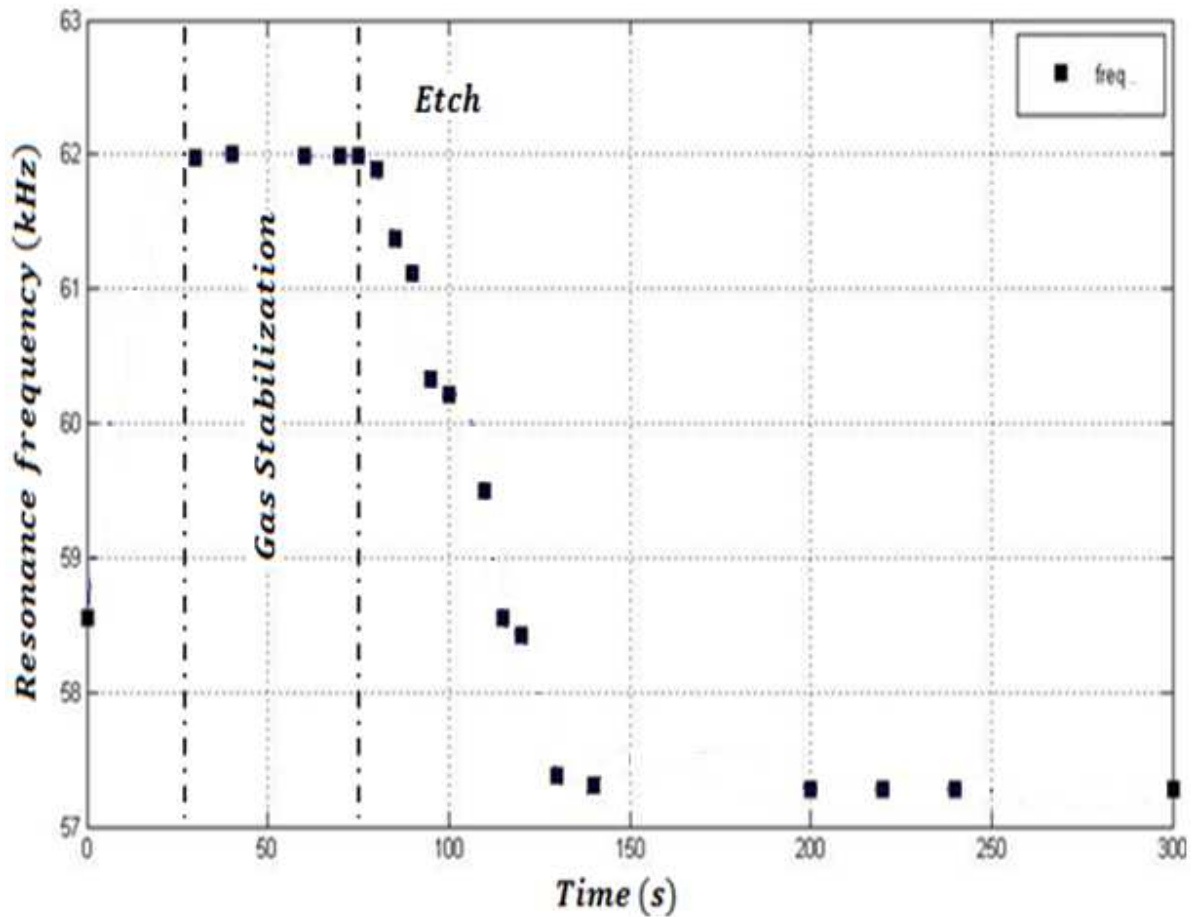 63
62
61
60
59
58
57
Resonance frequency (kHz)
Gas Stabilization
Etch
freq..
0
50
100
150
200
250
300
Time (s)